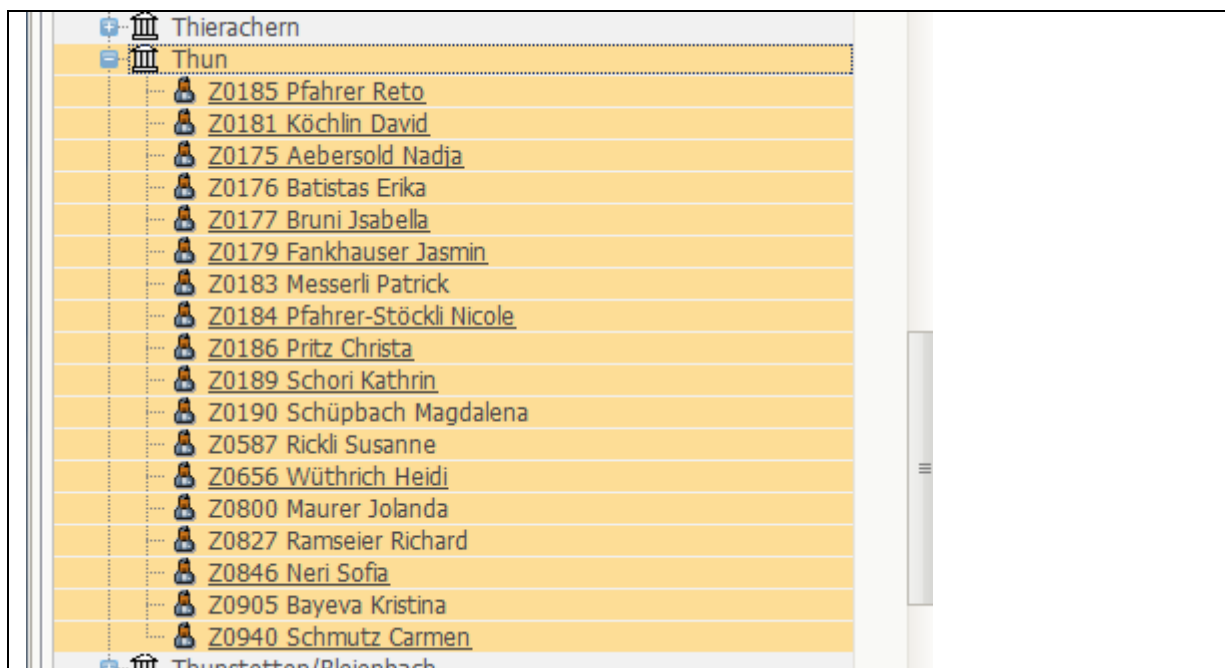 Thierachern
Thun
Z0185 Pfahrer Reto
Z0181 Köchlin David
Z0175 Aebersold Nadja
Z0176 Batistas Erika
Z0177 Bruni Jsabella
Z0179 Fankhauser Jasmin
Z0183 Messerli Patrick
Z0184 Pfahrer-Stöckli Nicole
Z0186 Pritz Christa
Z0189 Schori Kathrin
Z0190 Schüpbach Magdalena
Z0587 Rickli Susanne
Z0656 Wüthrich Heidi
Z0800 Maurer Jolanda
Z0827 Ramseier Richard
Z0846 Neri Sofia
Z0905 Bayeva Kristina
Z0940 Schmutz Carmen
Thunstetten/Bleienbach